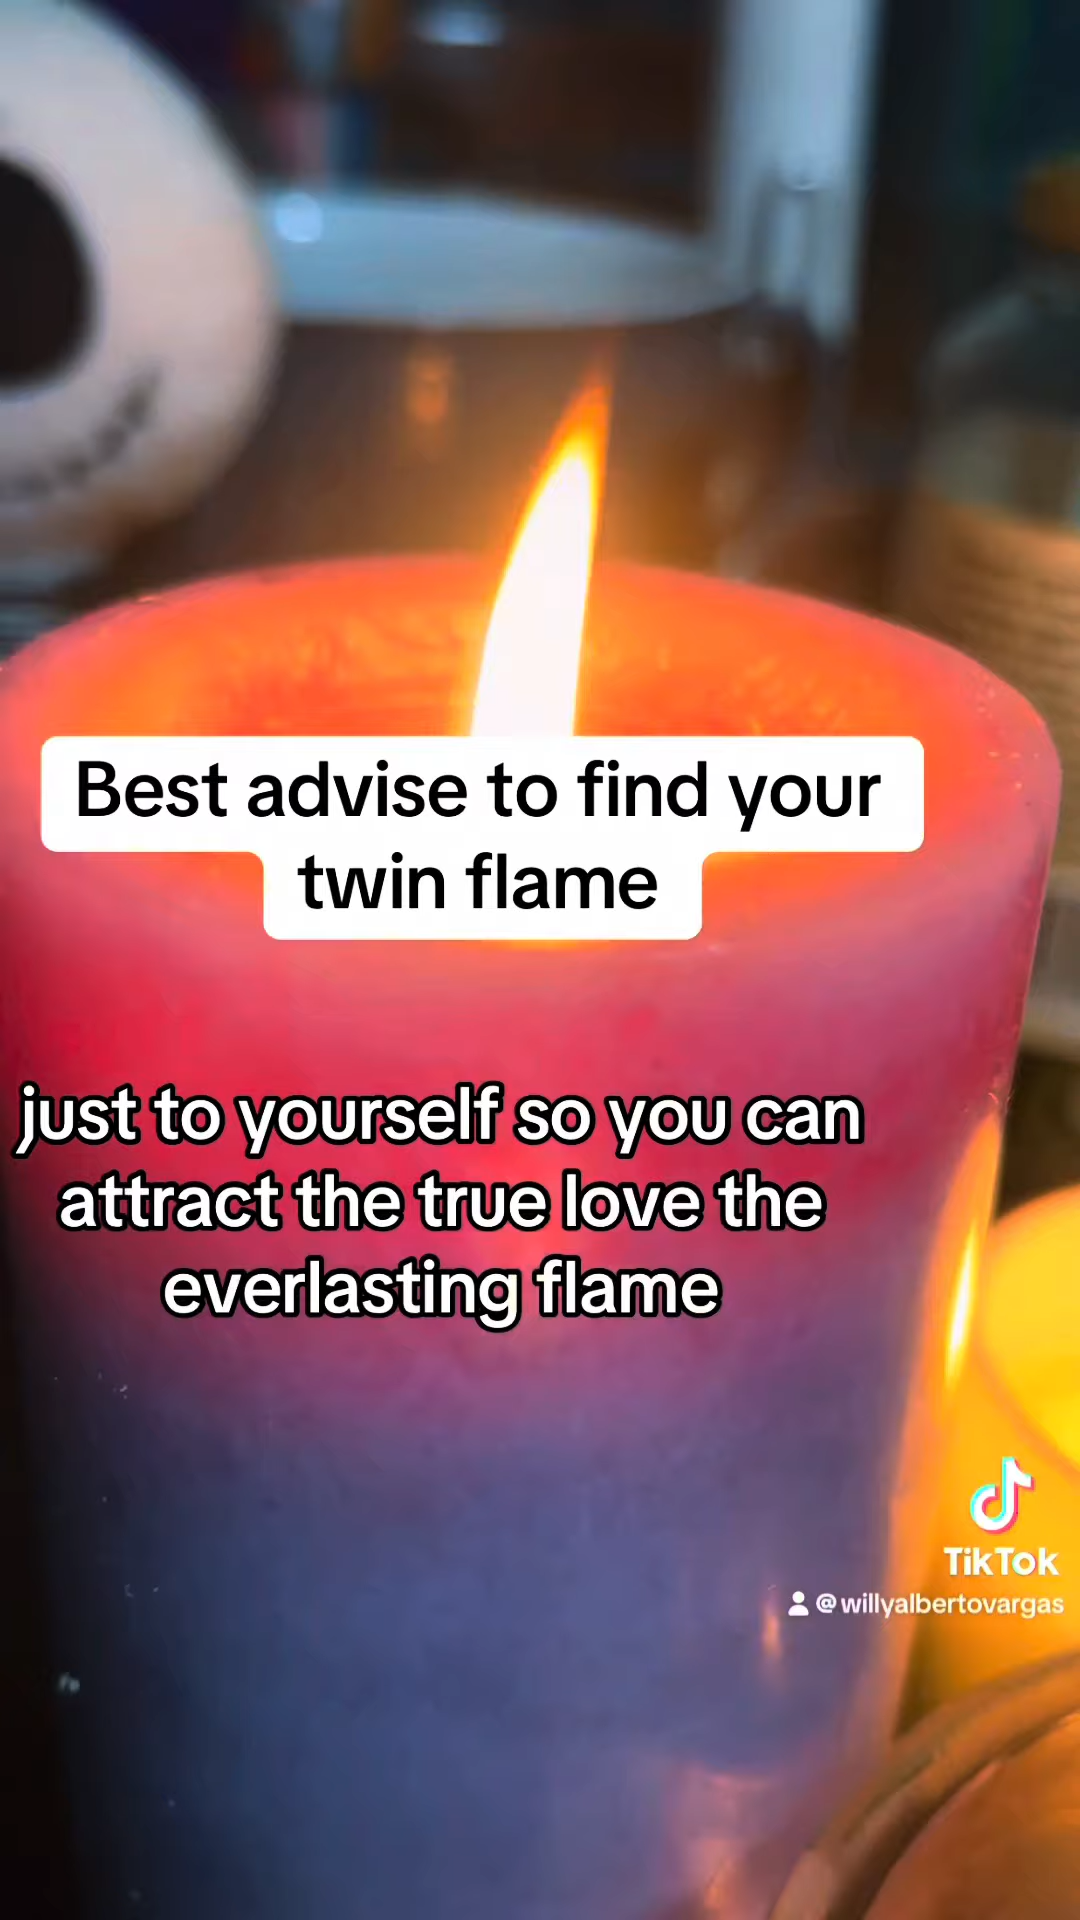 Best advise to find your
twin flame
just to yourself so you can
attract the true love the
everlasting flame
TikTok
@willyalbertovargas